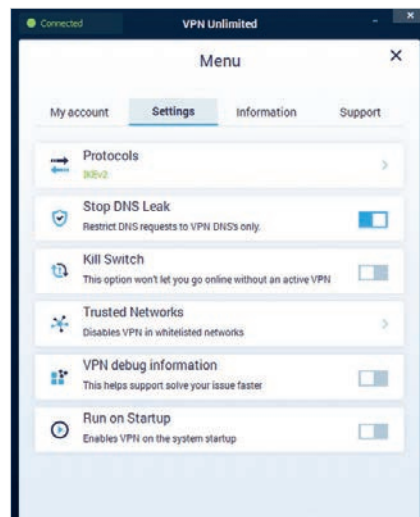 Connected
VPN Unlimited
Menu
My account Settings Information Support
Protocols
IKEv2
Stop DNS Leak
Restrict DNS requests to VPN DNS's only.
Kill Switch
This option won't let you go online without an active VPN
Trusted Networks
Disables VPN in whitelisted networks
VPN debug information
This helps support solve your issue faster
Run on Startup
Enables VPN on the system startup